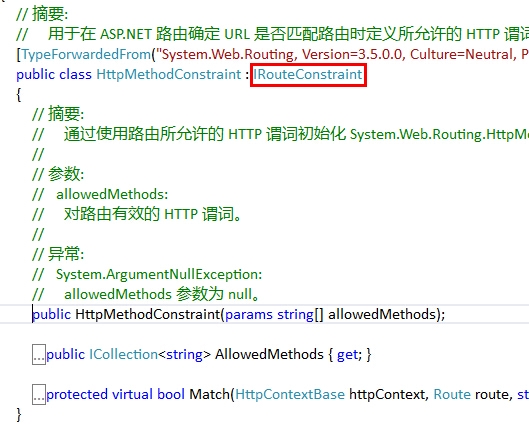 // 摘要:
//     用于在 ASP.NET 路由确定 URL 是否匹配路由时定义所允许的 HTTP 谓词
[TypeForwardedFrom("System.Web.Routing, Version=3.5.0.0, Culture=Neutral, P
public class HttpMethodConstraint : IRouteConstraint
{
// 摘要:
//     通过使用路由所允许的 HTTP 谓词初始化 System.Web.Routing.HttpMe
//
// 参数:
//   allowedMethods:
//     对路由有效的 HTTP 谓词。
//
// 异常:
//   System.ArgumentNullException:
//     allowedMethods 参数为 null。
public HttpMethodConstraint(params string[] allowedMethods);
...public ICollection<string> AllowedMethods { get; }
...protected virtual bool Match(HttpContextBase httpContext, Route route, st
}